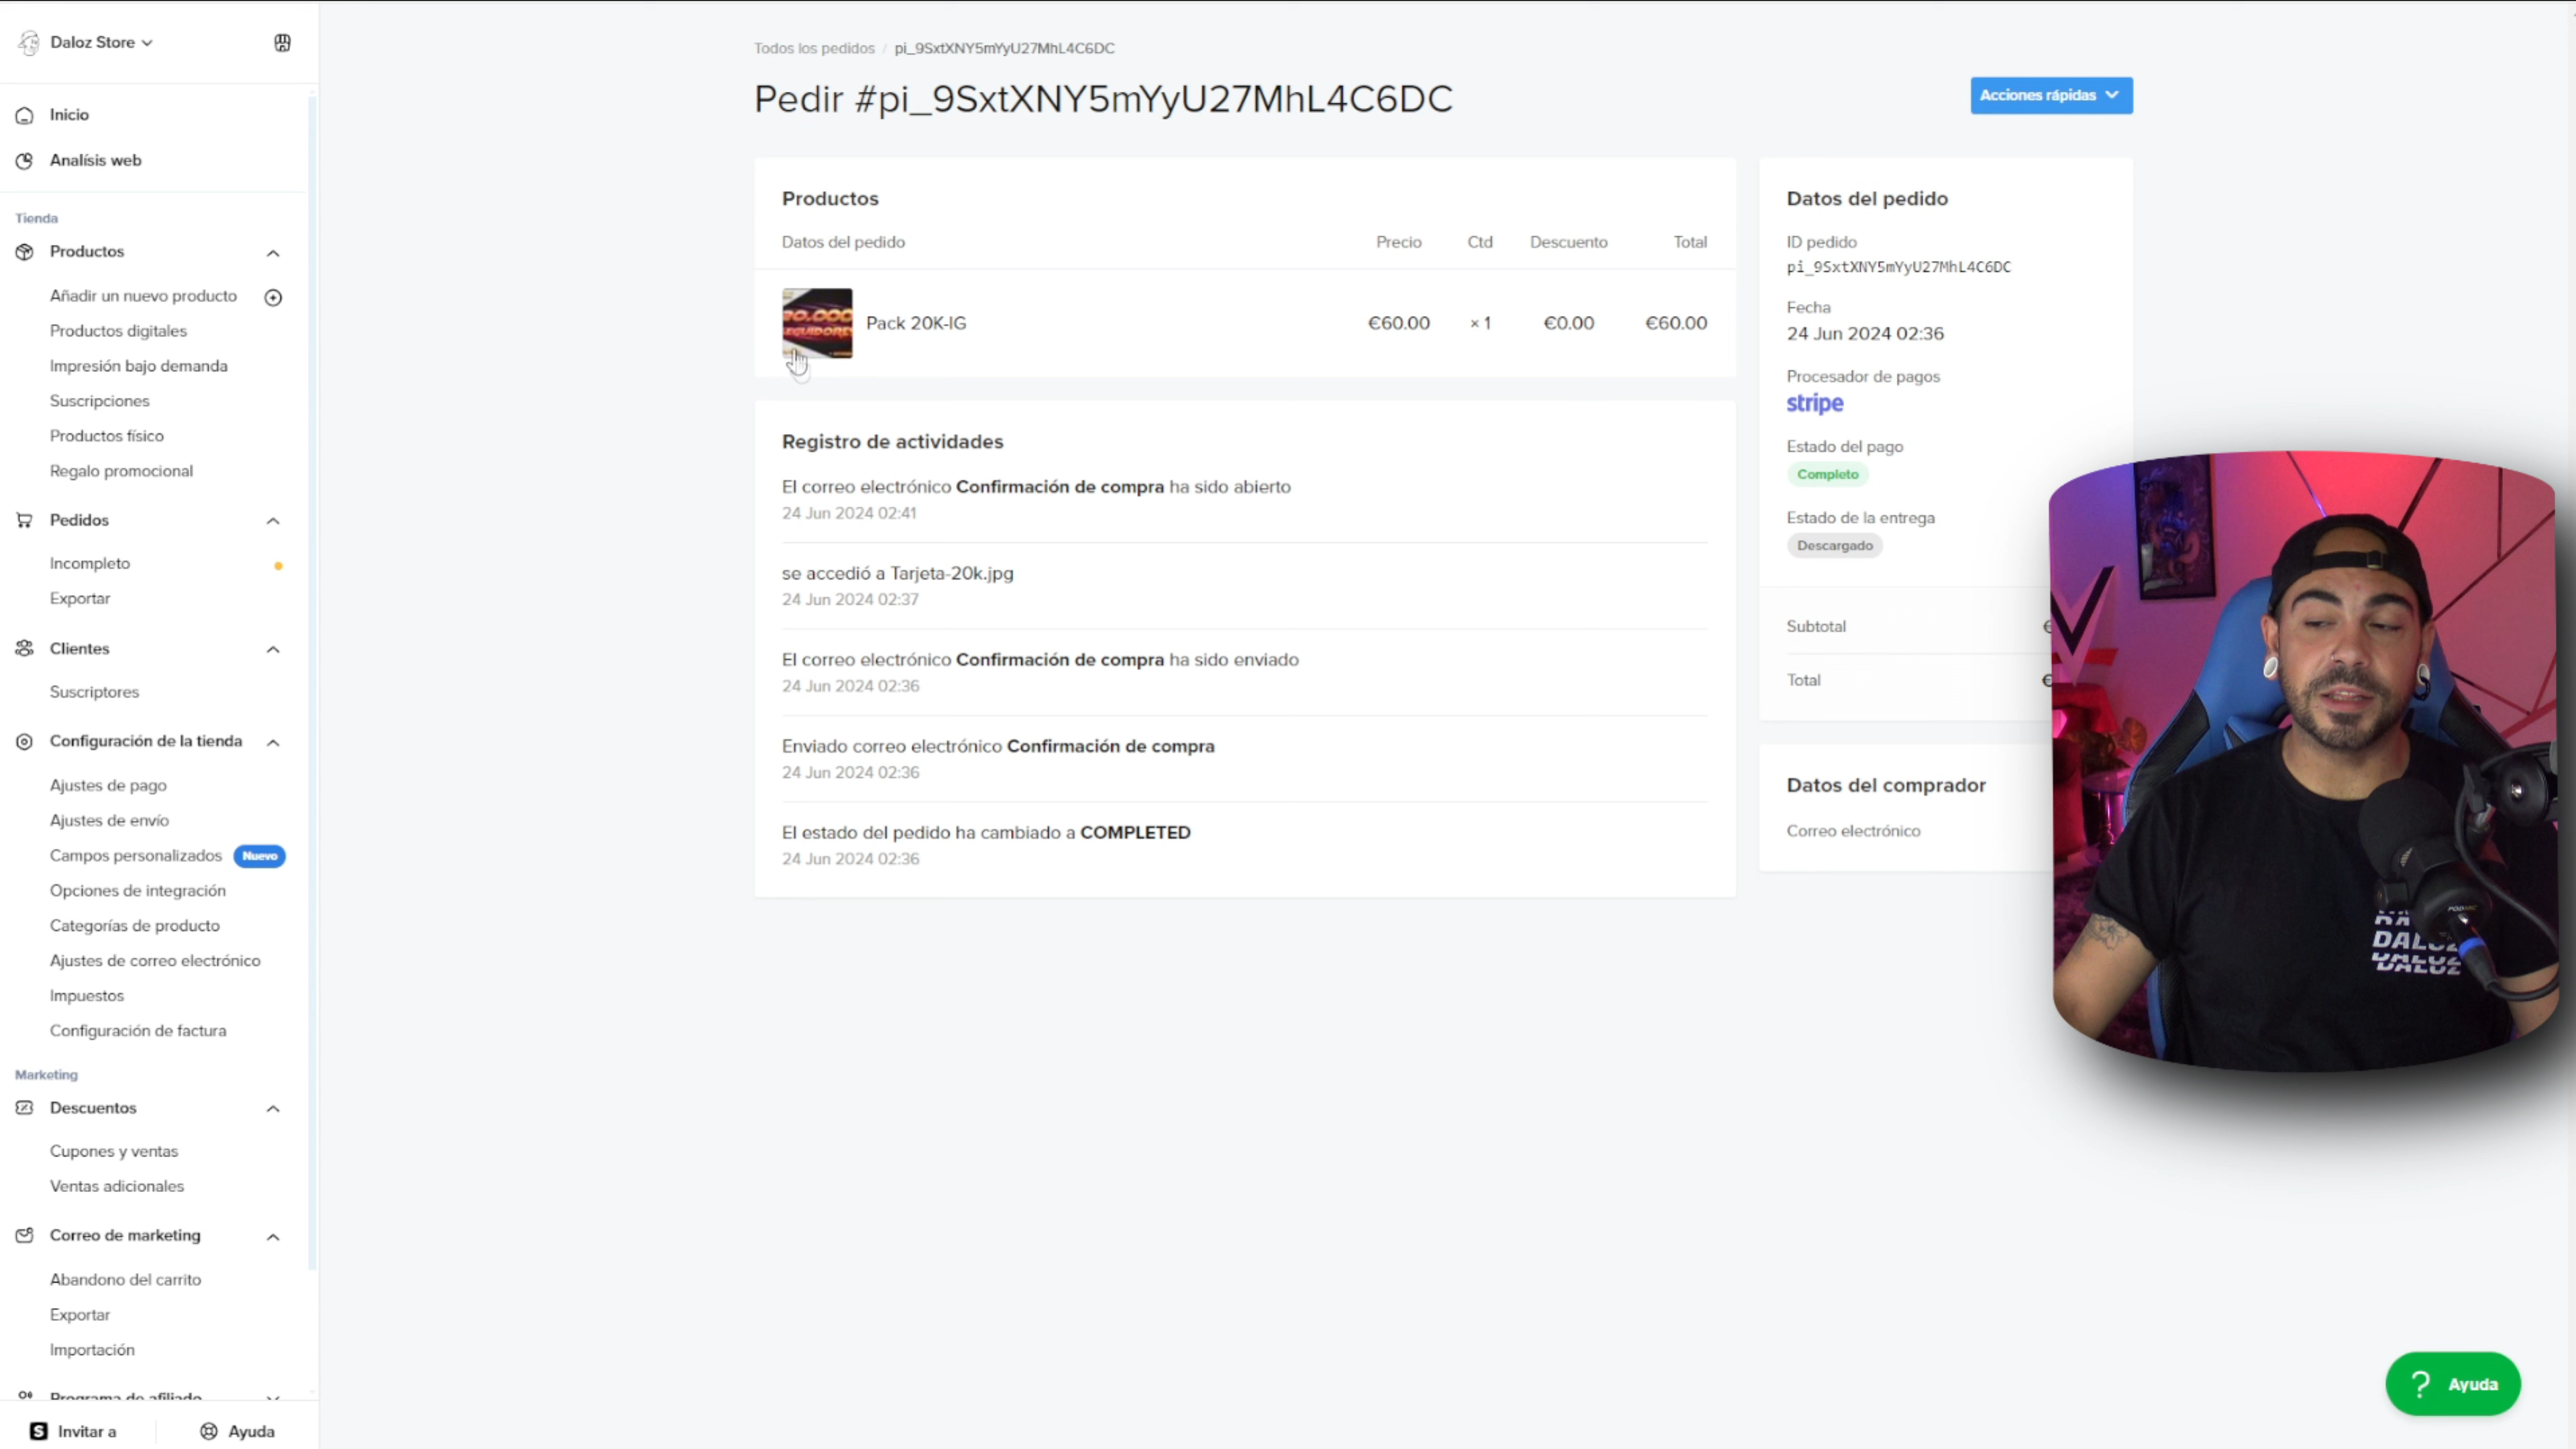 Daloz Store
Inicio
Analísis web
Tienda
Productos
Añadir un nuevo producto
Productos digitales
Impresión bajo demanda
Suscripciones
Productos físico
Regalo promocional
Pedidos
Incompleto
Exportar
Clientes
Suscriptores
Configuración de la tienda
Ajustes de pago
Ajustes de envío
Campos personalizados Nuevo
Opciones de integración
Categorías de producto
Ajustes de correo electrónico
Impuestos
Configuración de factura
Marketing
Descuentos
Cupones y ventas
Ventas adicionales
Correo de marketing
Abandono del carrito
Exportar
Importación
Programa de afiliado
S Invitar a
Ayuda
Todos los pedidos / pi_9SxtXNY5mYyU27MhL4C6DC
Pedir #pi_9SxtXNY5mYyU27MhL4C6DC
Acciones rápidas
Productos
Datos del pedido Precio Ctd Descuento Total
Pack 20K-IG €60.00 ×1 €0.00 €60.00
Registro de actividades
El correo electrónico Confirmación de compra ha sido abierto
24 Jun 2024 02:41
se accedió a Tarjeta-20k.jpg
24 Jun 2024 02:37
El correo electrónico Confirmación de compra ha sido enviado
24 Jun 2024 02:36
Enviado correo electrónico Confirmación de compra
24 Jun 2024 02:36
El estado del pedido ha cambiado a COMPLETED
24 Jun 2024 02:36
Datos del pedido
ID pedido
pi_9SxtXNY5mYyU27MhL4C6DC
Fecha
24 Jun 2024 02:36
Procesador de pagos
stripe
Estado del pago
Completo
Estado de la entrega
Descargado
Subtotal €
Total €
Datos del comprador
Correo electrónico
DALOZ
? Ayuda